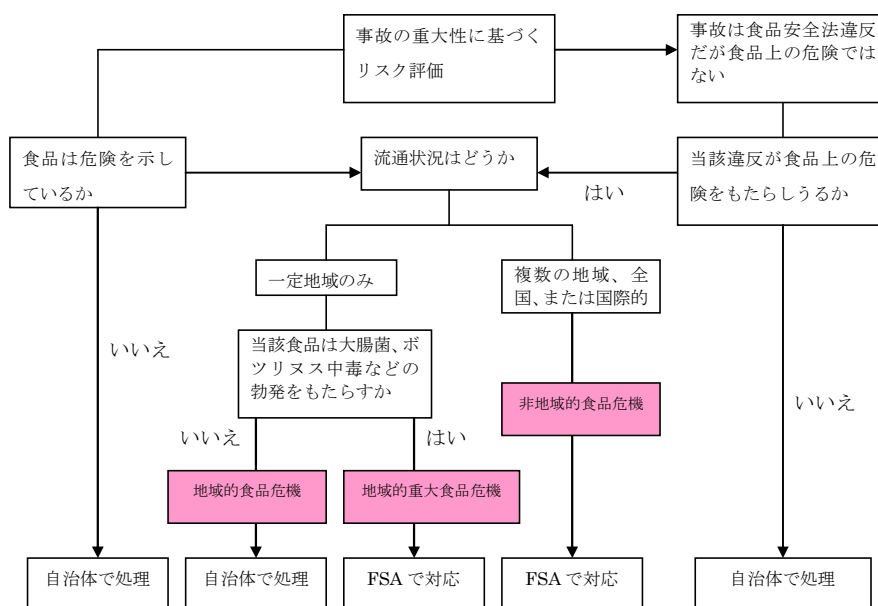 事故の重大性に基づく
リスク評価
事故は食品安全法違反
だが食品上の危険では
ない
食品は危険を示し
ているか
流通状況はどうか
はい
当該違反が食品上の危
険をもたらしうるか
一定地域のみ
複数の地域、全
国、または国際的
いいえ
当該食品は大腸菌、ボ
ツリヌス中毒などの
勃発をもたらすか
非地域的食品危機
いいえ
いいえ
はい
地域的食品危機
地域的重大食品危機
自治体で処理
自治体で処理
FSA で対応
FSA で対応
自治体で処理